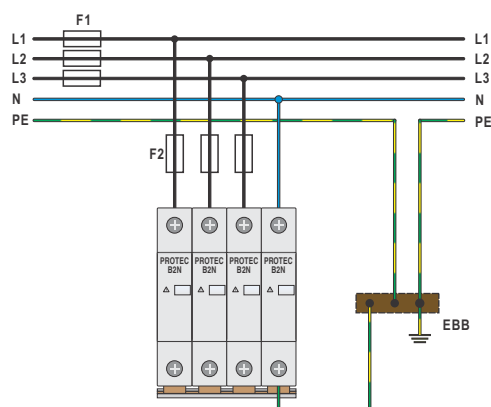 F1
L1 L1
L2 L2
L3 L3
N N
PE PE
F2
PROTEC PROTEC PROTEC PROTEC
B2N B2N B2N B2N
EBB